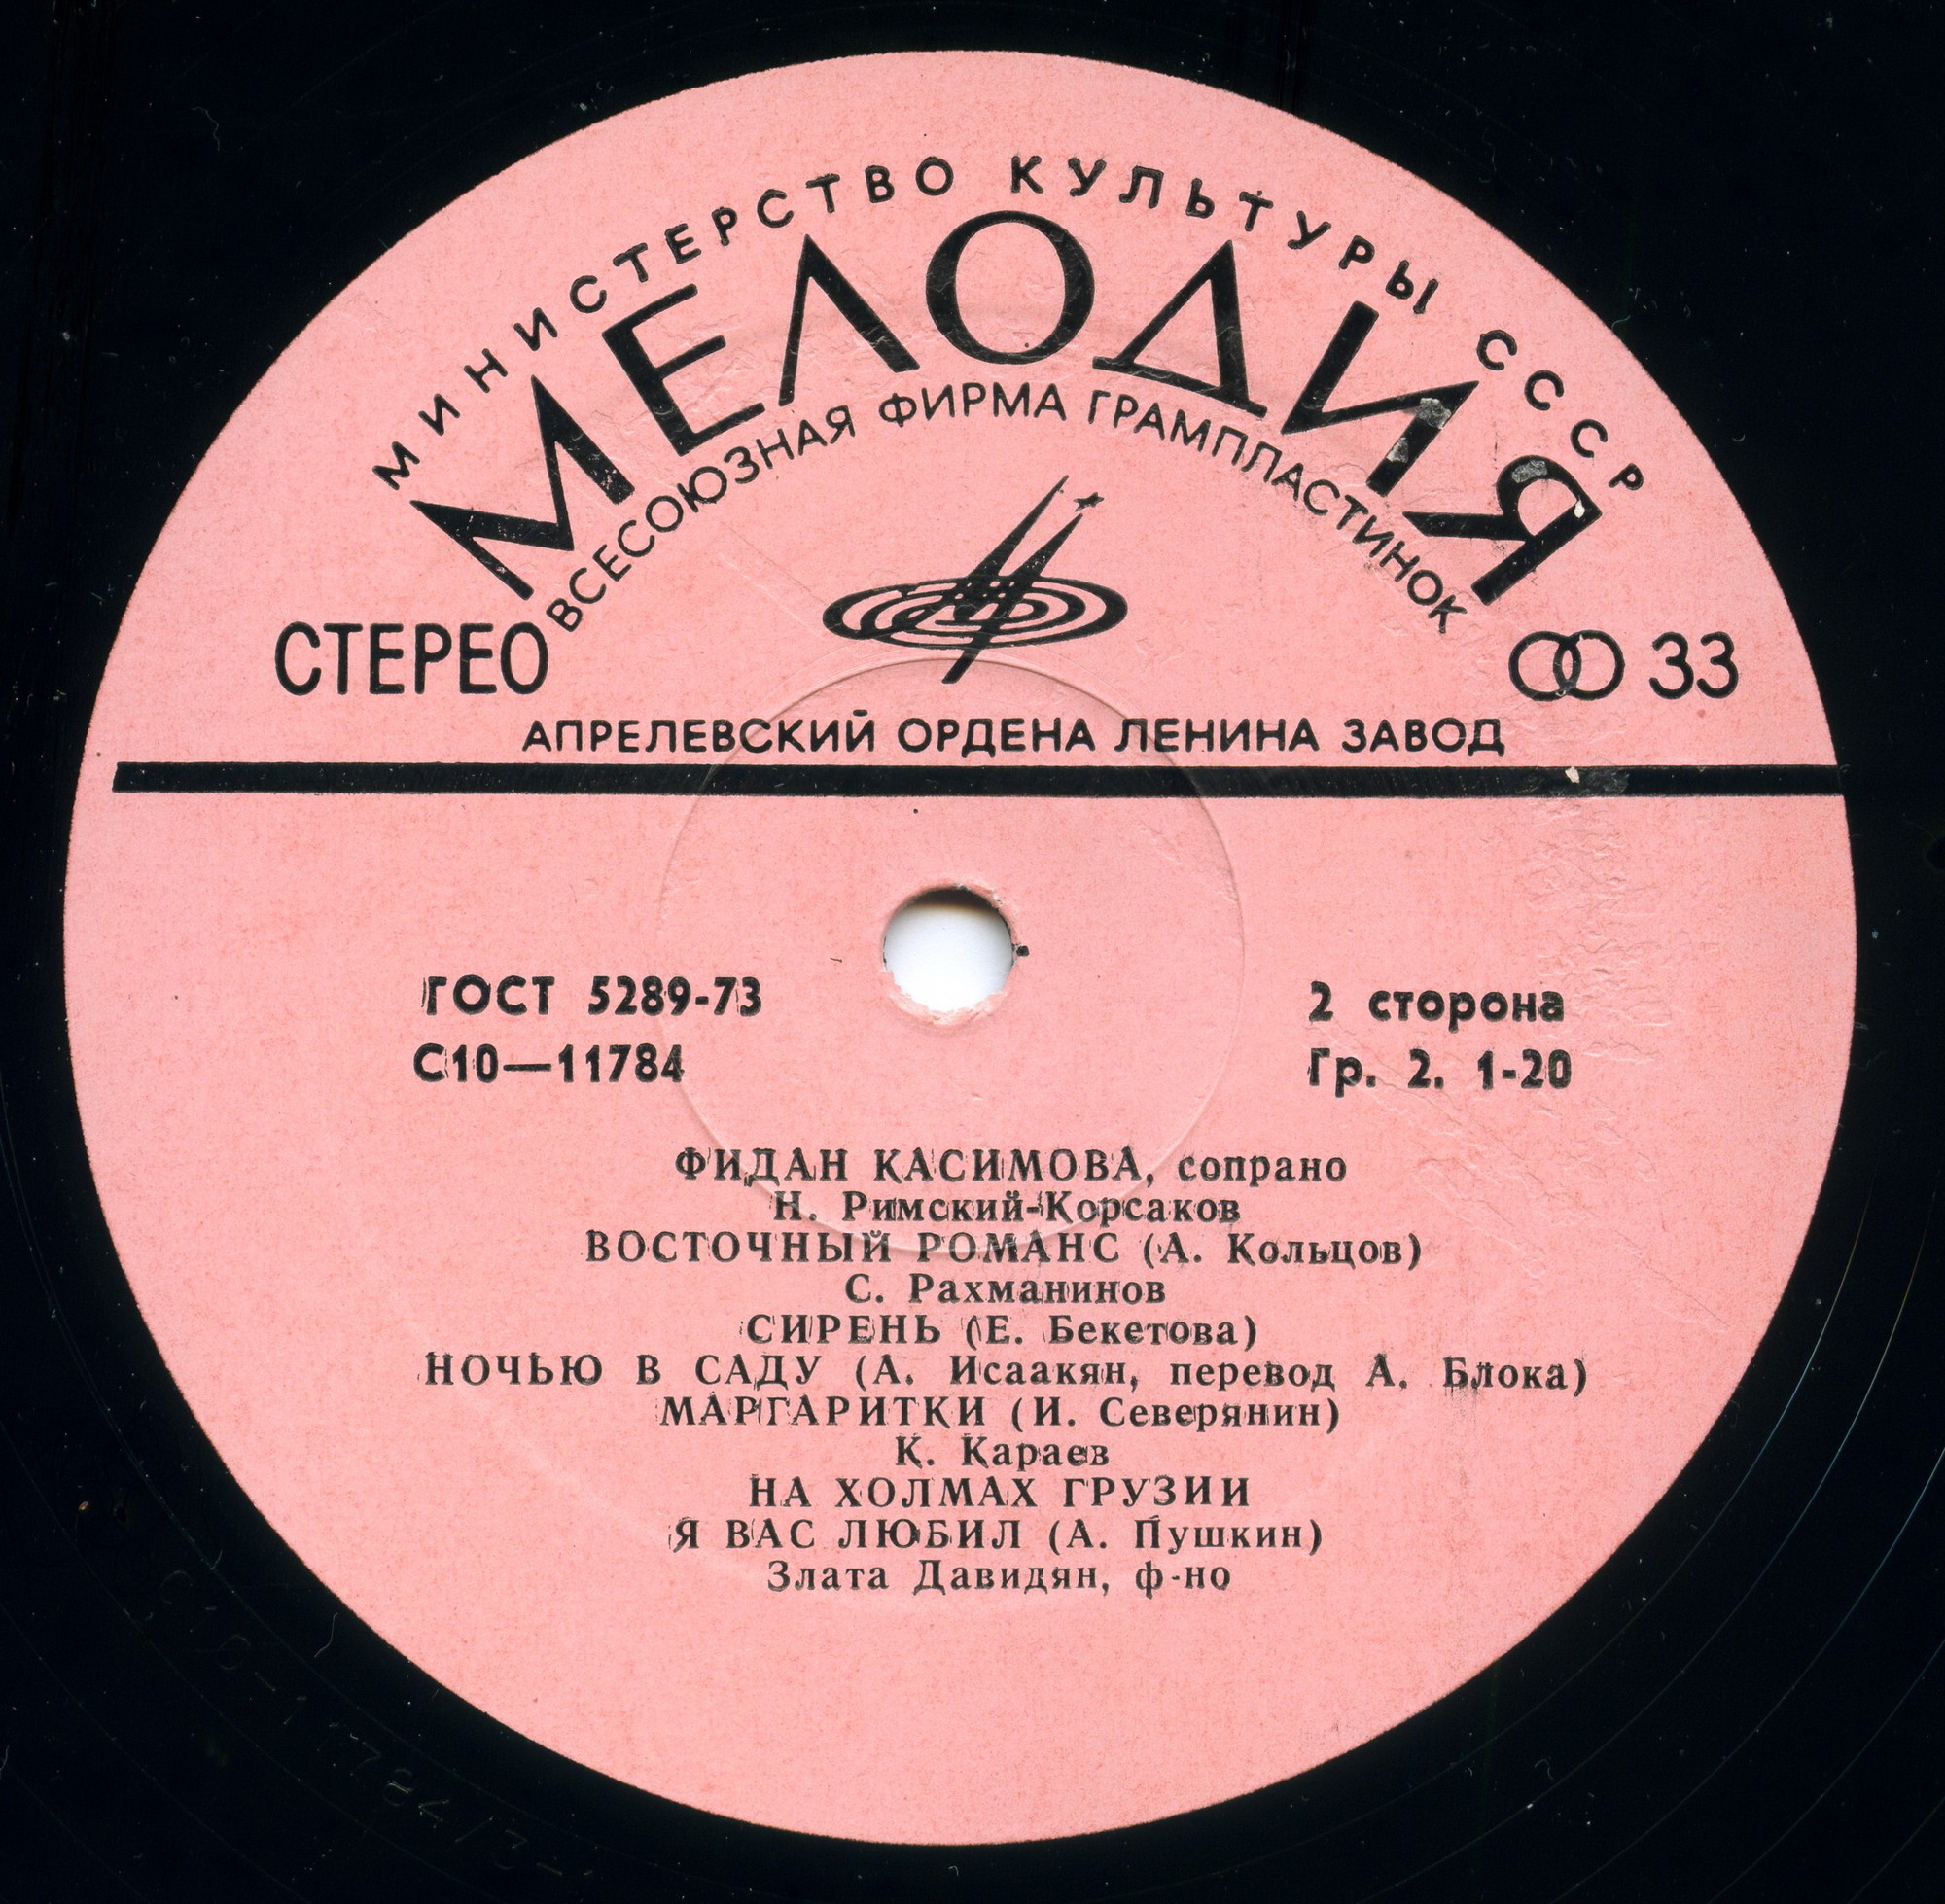 МИНИСТЕРСТВО КУЛЬТУРЫ СССР
МЕЛОДИЯ
ВСЕСОЮЗНАЯ ФИРМА ГРАМПЛАСТИНОК
СТЕРЕО
33
АПРЕЛЕВСКИЙ ОРДЕНА ЛЕНИНА ЗАВОД
ГОСТ 5289-73
2 сторона
С10—11784
Гр. 2. 1-20
ФИДАН КАСИМОВА, сопрано
Н. Римский-Корсаков
ВОСТОЧНЫЙ РОМАНС (А. Кольцов)
С. Рахманинов
СИРЕНЬ (Е. Бекетова)
НОЧЬЮ В САДУ (А. Исаакян, перевод А. Блока)
МАРГАРИТКИ (И. Северянин)
К. Караев
НА ХОЛМАХ ГРУЗИИ
Я ВАС ЛЮБИЛ (А. Пушкин)
Злата Давидян, ф-но